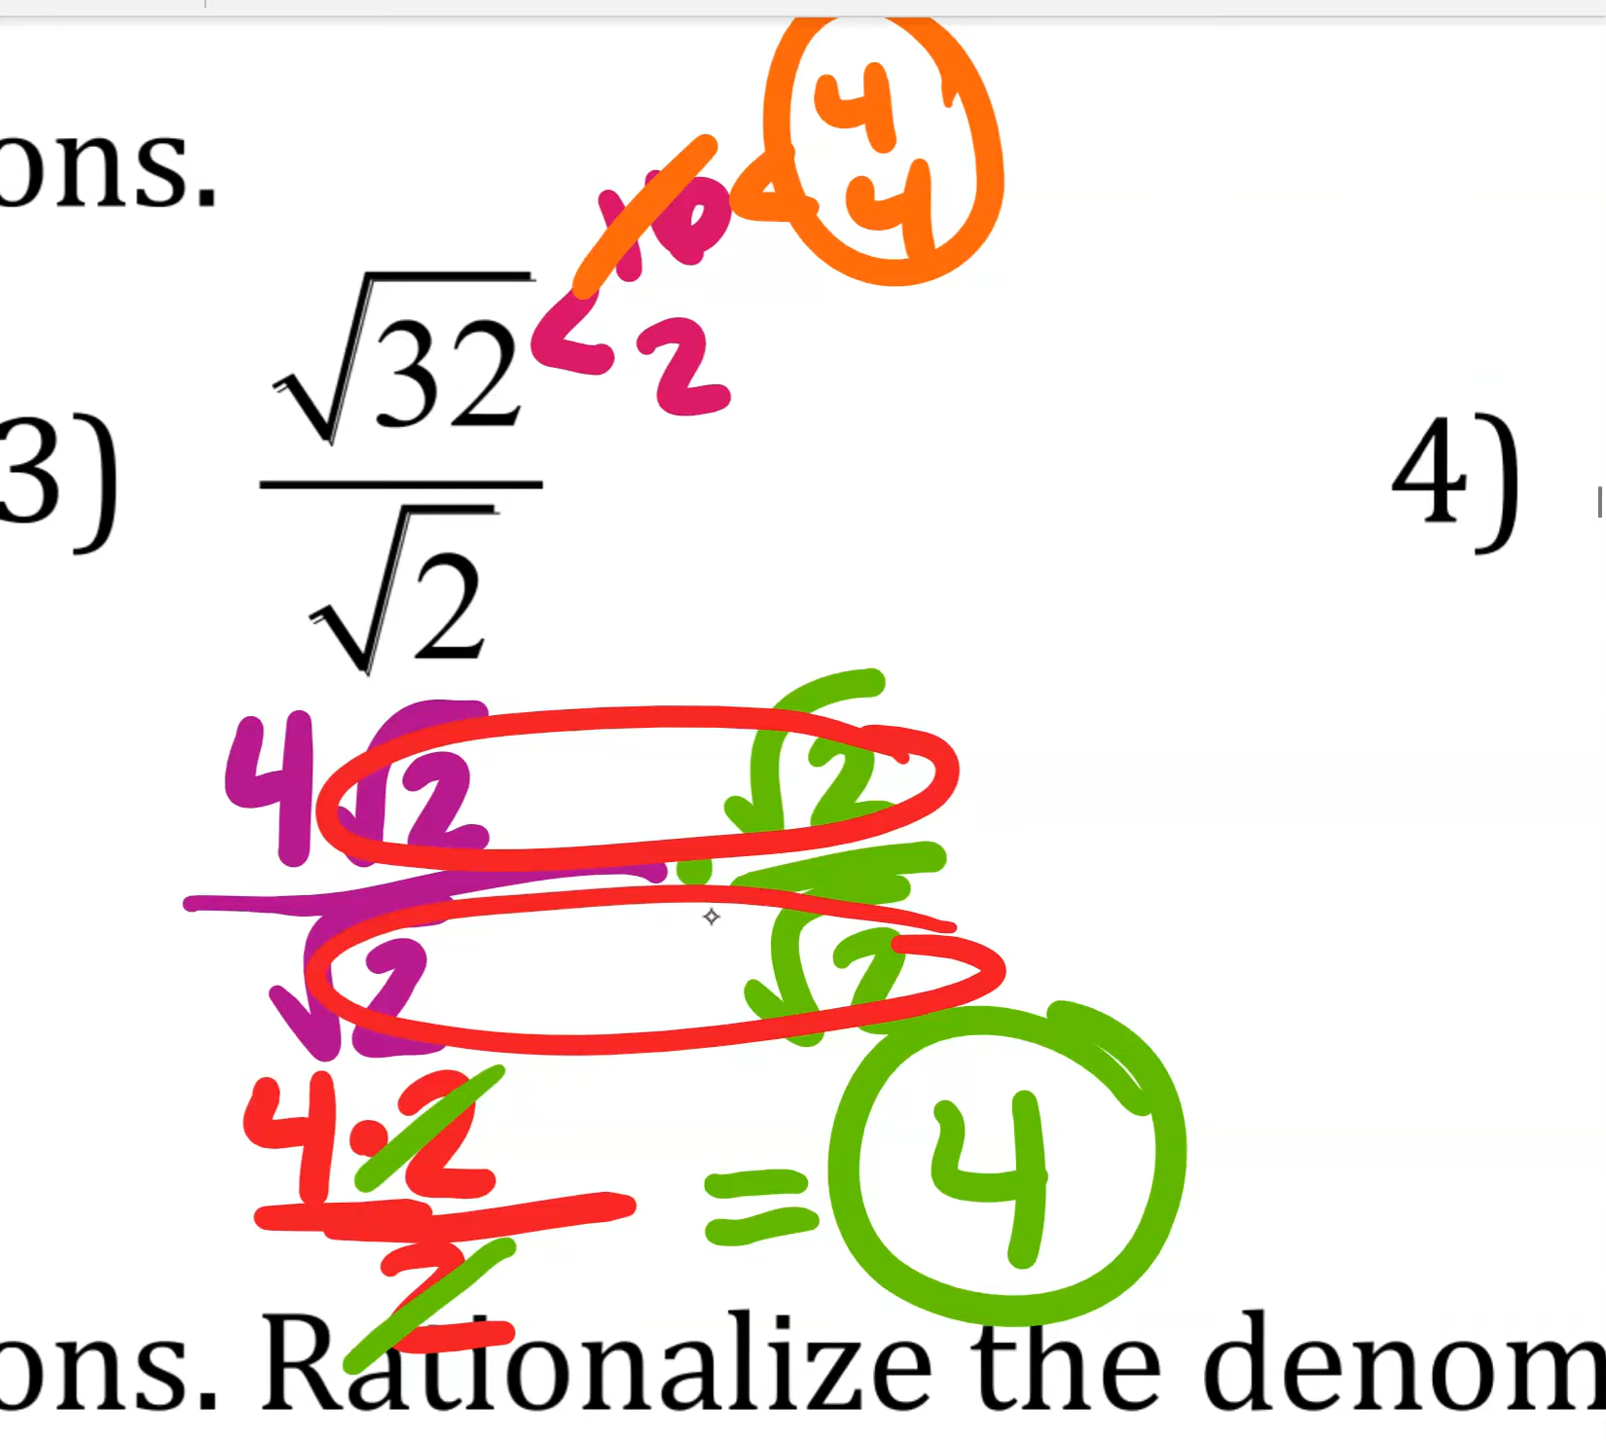 ons.
4
4
16
2
3) √32 / √2
4)
4√2 / √2 · √2 / √2
4·2 / 2 = 4
ons. Rationalize the denom